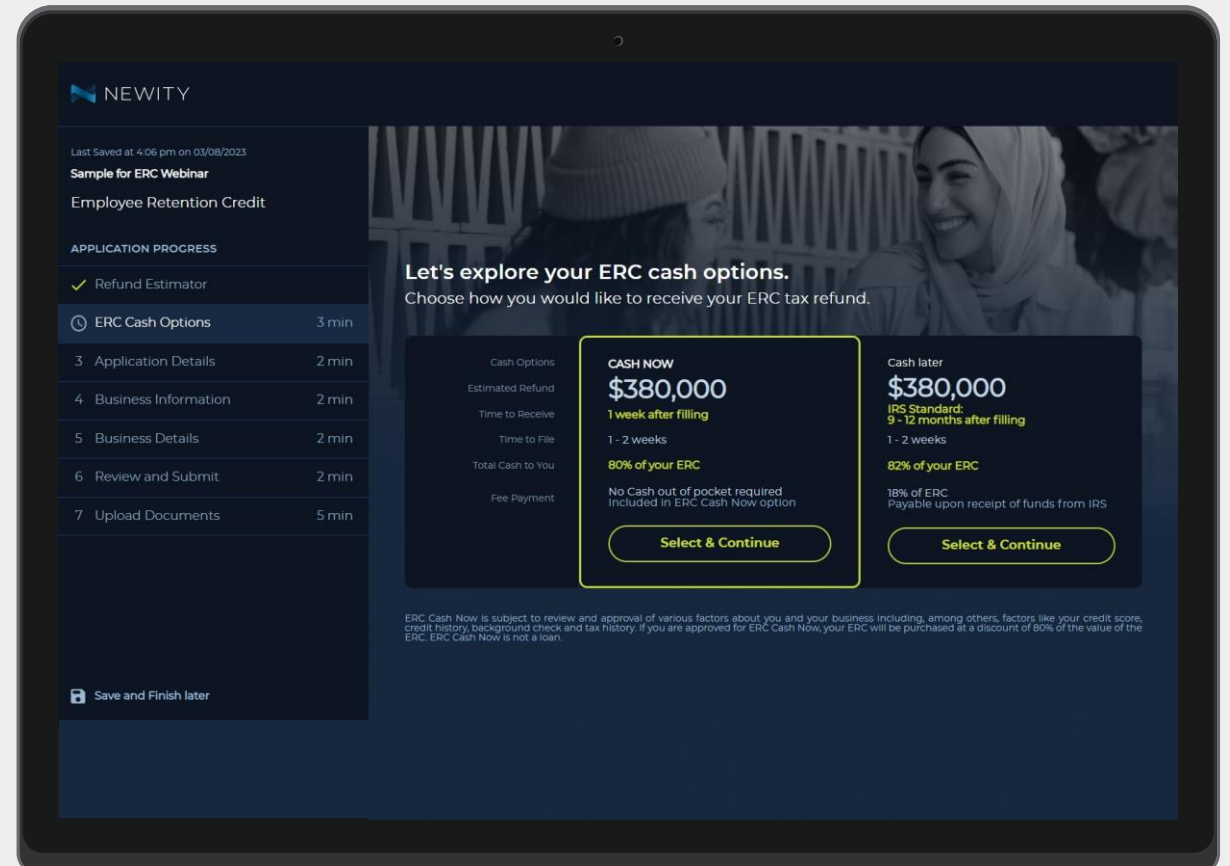 NEWITY
Last Saved at 4:06 pm on 03/08/2023
Sample for ERC Webinar
Employee Retention Credit
APPLICATION PROGRESS
Refund Estimator
ERC Cash Options 3 min
3 Application Details 2 min
4 Business Information 2 min
5 Business Details 2 min
6 Review and Submit 2 min
7 Upload Documents 5 min
Save and Finish later
Let's explore your ERC cash options.
Choose how you would like to receive your ERC tax refund.
Cash Options
Estimated Refund
Time to Receive
Time to File
Total Cash to You
Fee Payment
CASH NOW
$380,000
1 week after filling
1 - 2 weeks
80% of your ERC
No Cash out of pocket required
Included in ERC Cash Now option
Select & Continue
Cash later
$380,000
IRS Standard:
9 - 12 months after filling
1 - 2 weeks
82% of your ERC
18% of ERC
Payable upon receipt of funds from IRS
Select & Continue
ERC Cash Now is subject to review and approval of various factors about you and your business including, among others, factors like your credit score,
credit history, background check and tax history. If you are approved for ERC Cash Now, your ERC will be purchased at a discount of 80% of the value of the
ERC. ERC Cash Now is not a loan.